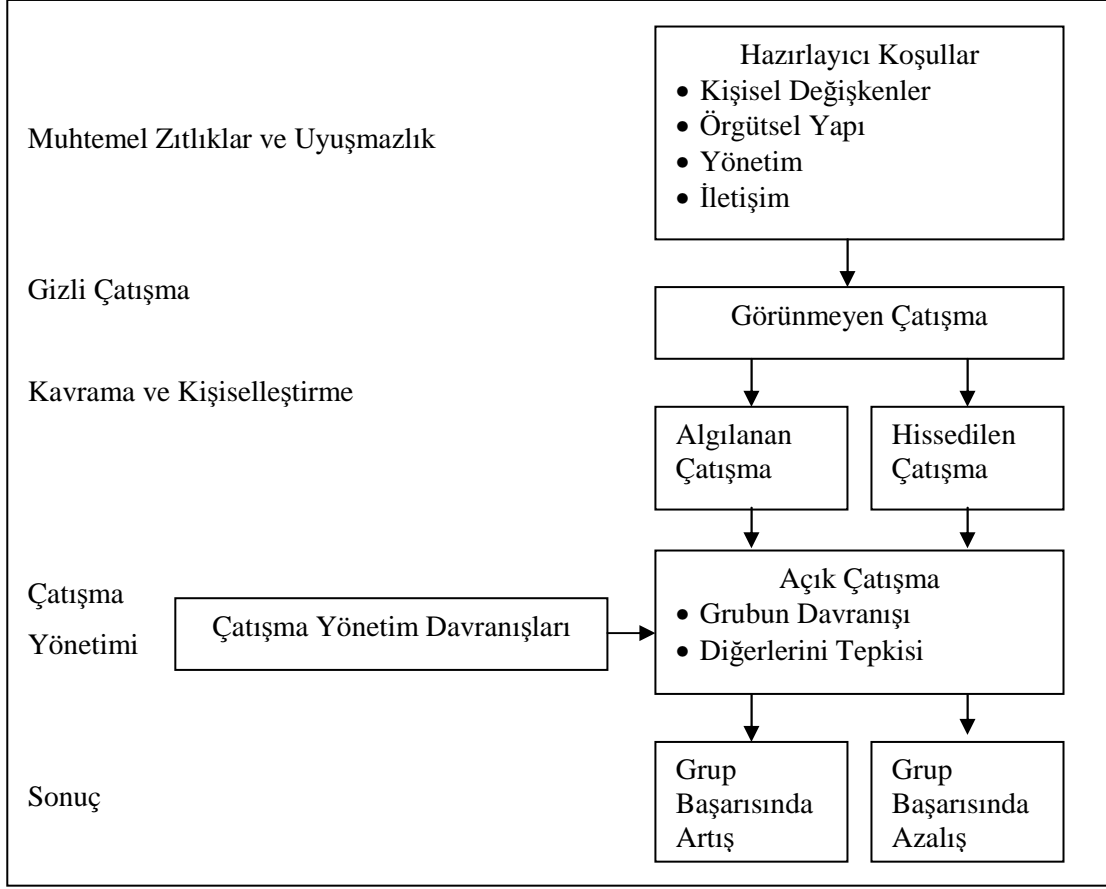 Hazırlayıcı Koşullar
• Kişisel Değişkenler
• Örgütsel Yapı
• Yönetim
• İletişim
Muhtemel Zıtlıklar ve Uyuşmazlık
Gizli Çatışma
Görünmeyen Çatışma
Kavrama ve Kişiselleştirme
Algılanan
Çatışma
Hissedilen
Çatışma
Çatışma
Yönetimi
Çatışma Yönetim Davranışları
Açık Çatışma
• Grubun Davranışı
• Diğerlerini Tepkisi
Sonuç
Grup
Başarısında
Artış
Grup
Başarısında
Azalış